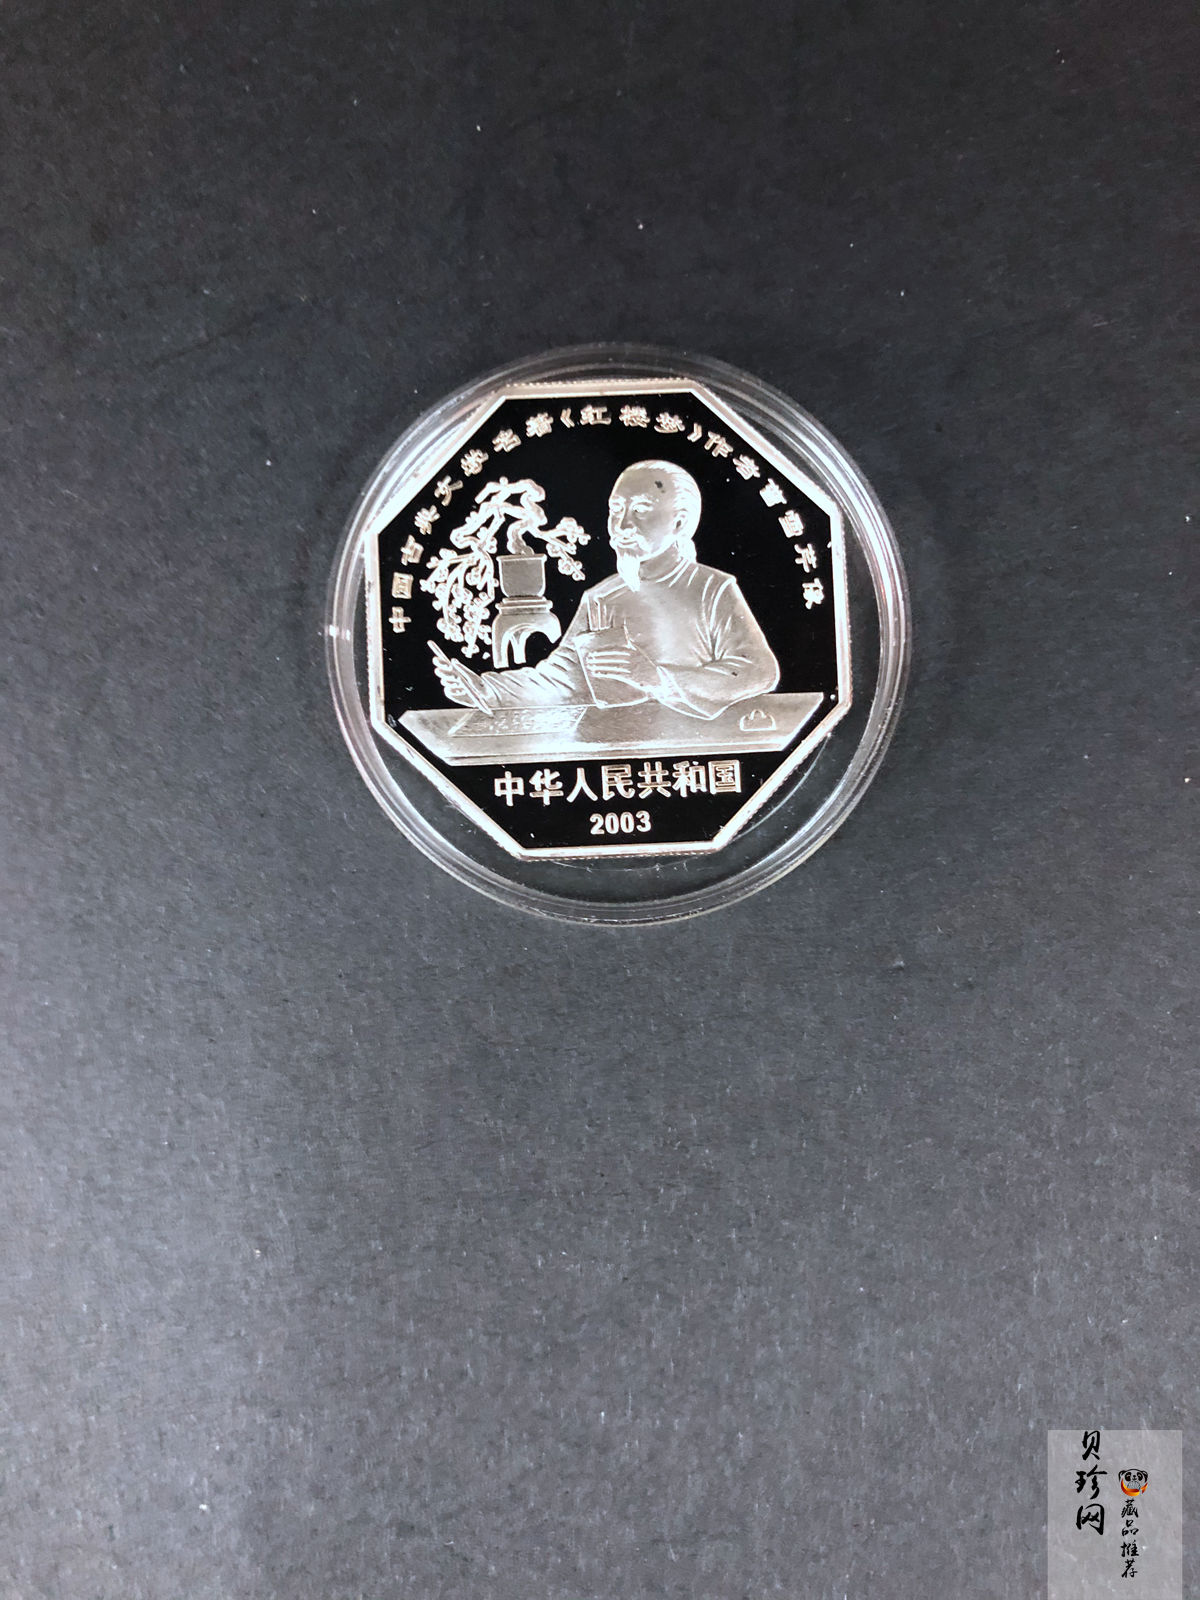 中国古典文学名著《红楼梦》作者曹雪芹像
中华人民共和国
2003
贝珍网
藏品推荐